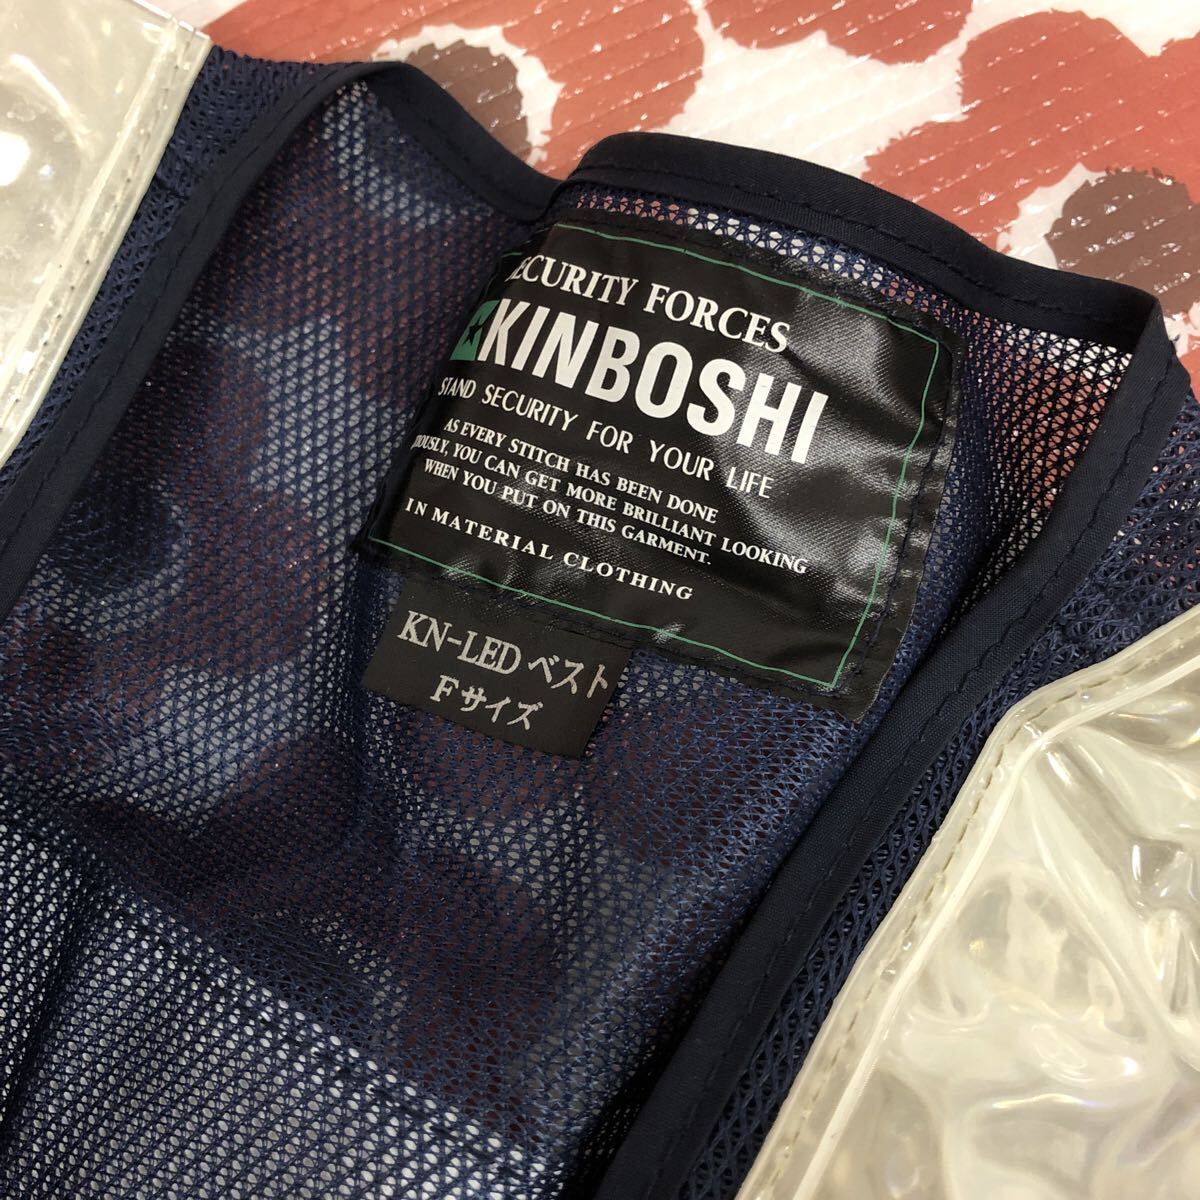 ECURITY FORCES
KINBOSHI
STAND SECURITY FOR YOUR LIFE
AS EVERY STITCH HAS BEEN DONE
YOU CAN GET MORE BRILLIANT LOOKING
WHEN YOU PUT ON THIS GARMENT.
IN MATERIAL CLOTHING
KN-LED ベスト
Fサイズ